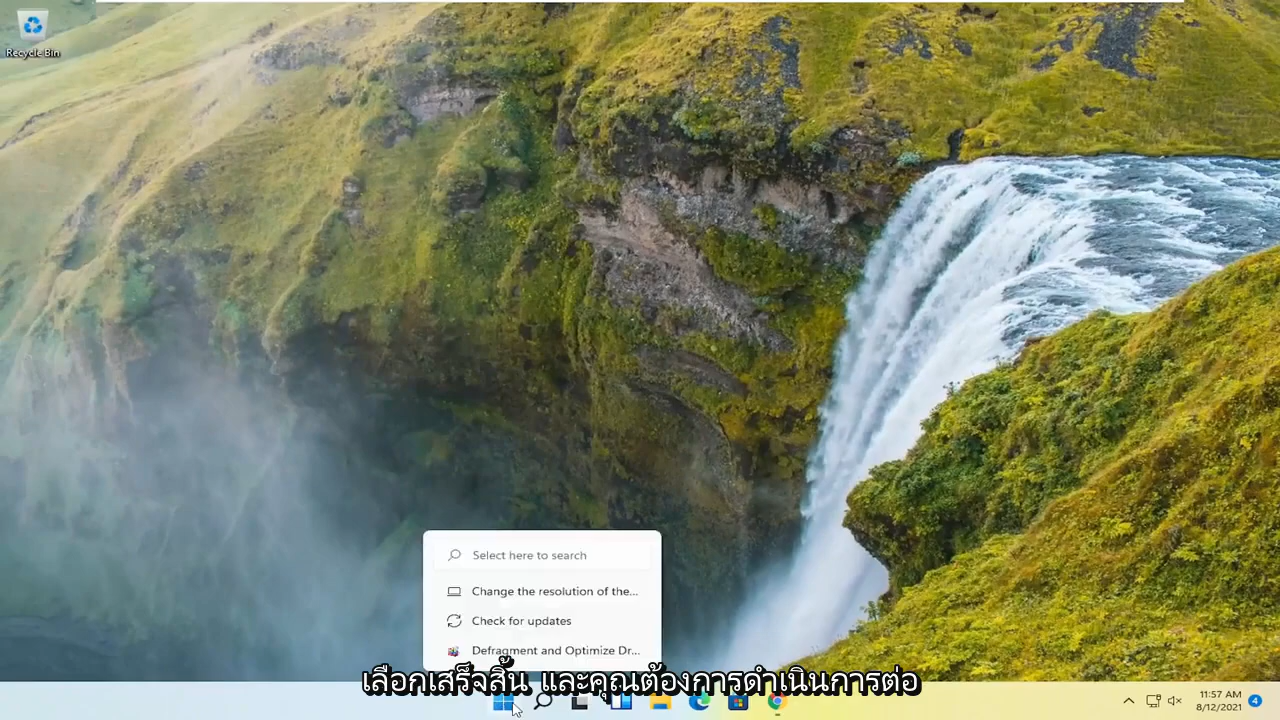 Recycle Bin
Select here to search
Change the resolution of the...
Check for updates
Defragment and Optimize Dr...
เลือกเสร็จสิ้น และคุณต้องการดำเนินการต่อ
11:57 AM
8/12/2021
4